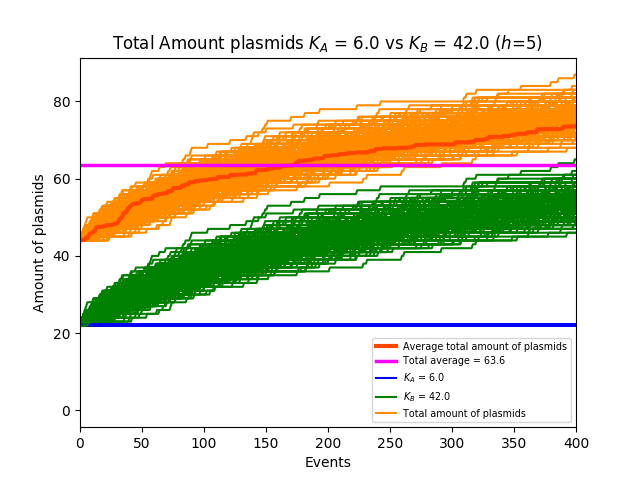 Total Amount plasmids K_A = 6.0 vs K_B = 42.0 (h=5)
Amount of plasmids
80
60
40
20
0
0 50 100 150 200 250 300 350 400
Events
Average total amount of plasmids
Total average = 63.6
K_A = 6.0
K_B = 42.0
Total amount of plasmids